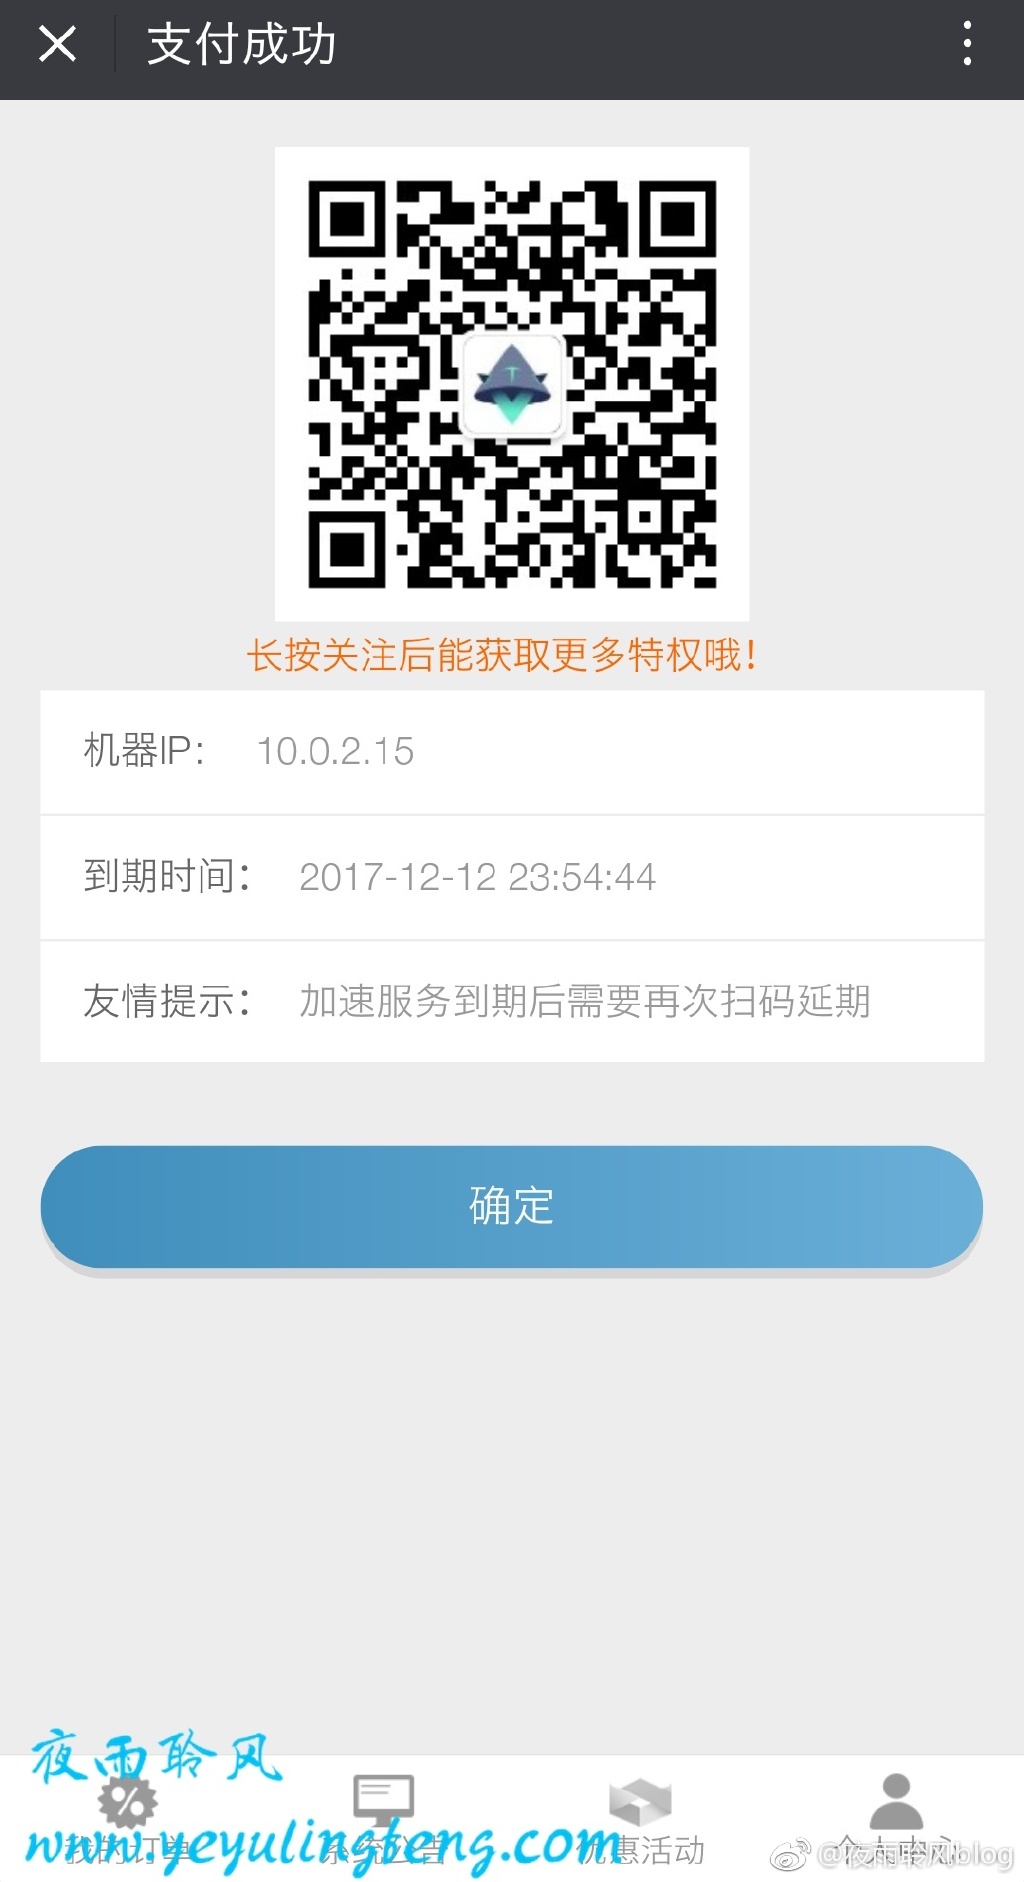 支付成功
长按关注后能获取更多特权哦！
机器IP： 10.0.2.15
到期时间： 2017-12-12 23:54:44
友情提示： 加速服务到期后需要再次扫码延期
确定
夜雨聆风
www.yeyulingfeng.com
我的订单
系统公告
优惠活动
个人中心
@夜雨聆风blog